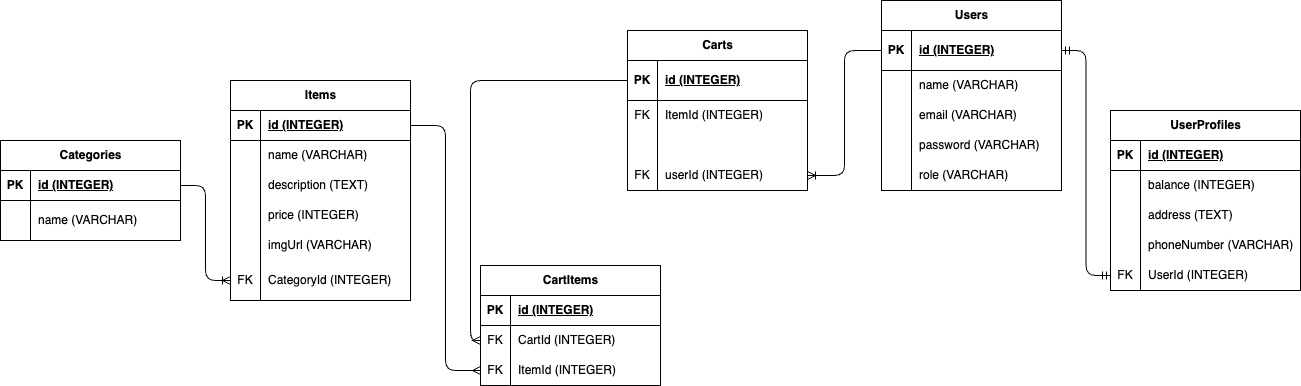 Categories
PK id (INTEGER)
name (VARCHAR)
Items
PK id (INTEGER)
name (VARCHAR)
description (TEXT)
price (INTEGER)
imgUrl (VARCHAR)
FK CategoryId (INTEGER)
CartItems
PK id (INTEGER)
FK CartId (INTEGER)
FK ItemId (INTEGER)
Carts
PK id (INTEGER)
FK ItemId (INTEGER)
FK userId (INTEGER)
Users
PK id (INTEGER)
name (VARCHAR)
email (VARCHAR)
password (VARCHAR)
role (VARCHAR)
UserProfiles
PK id (INTEGER)
balance (INTEGER)
address (TEXT)
phoneNumber (VARCHAR)
FK UserId (INTEGER)